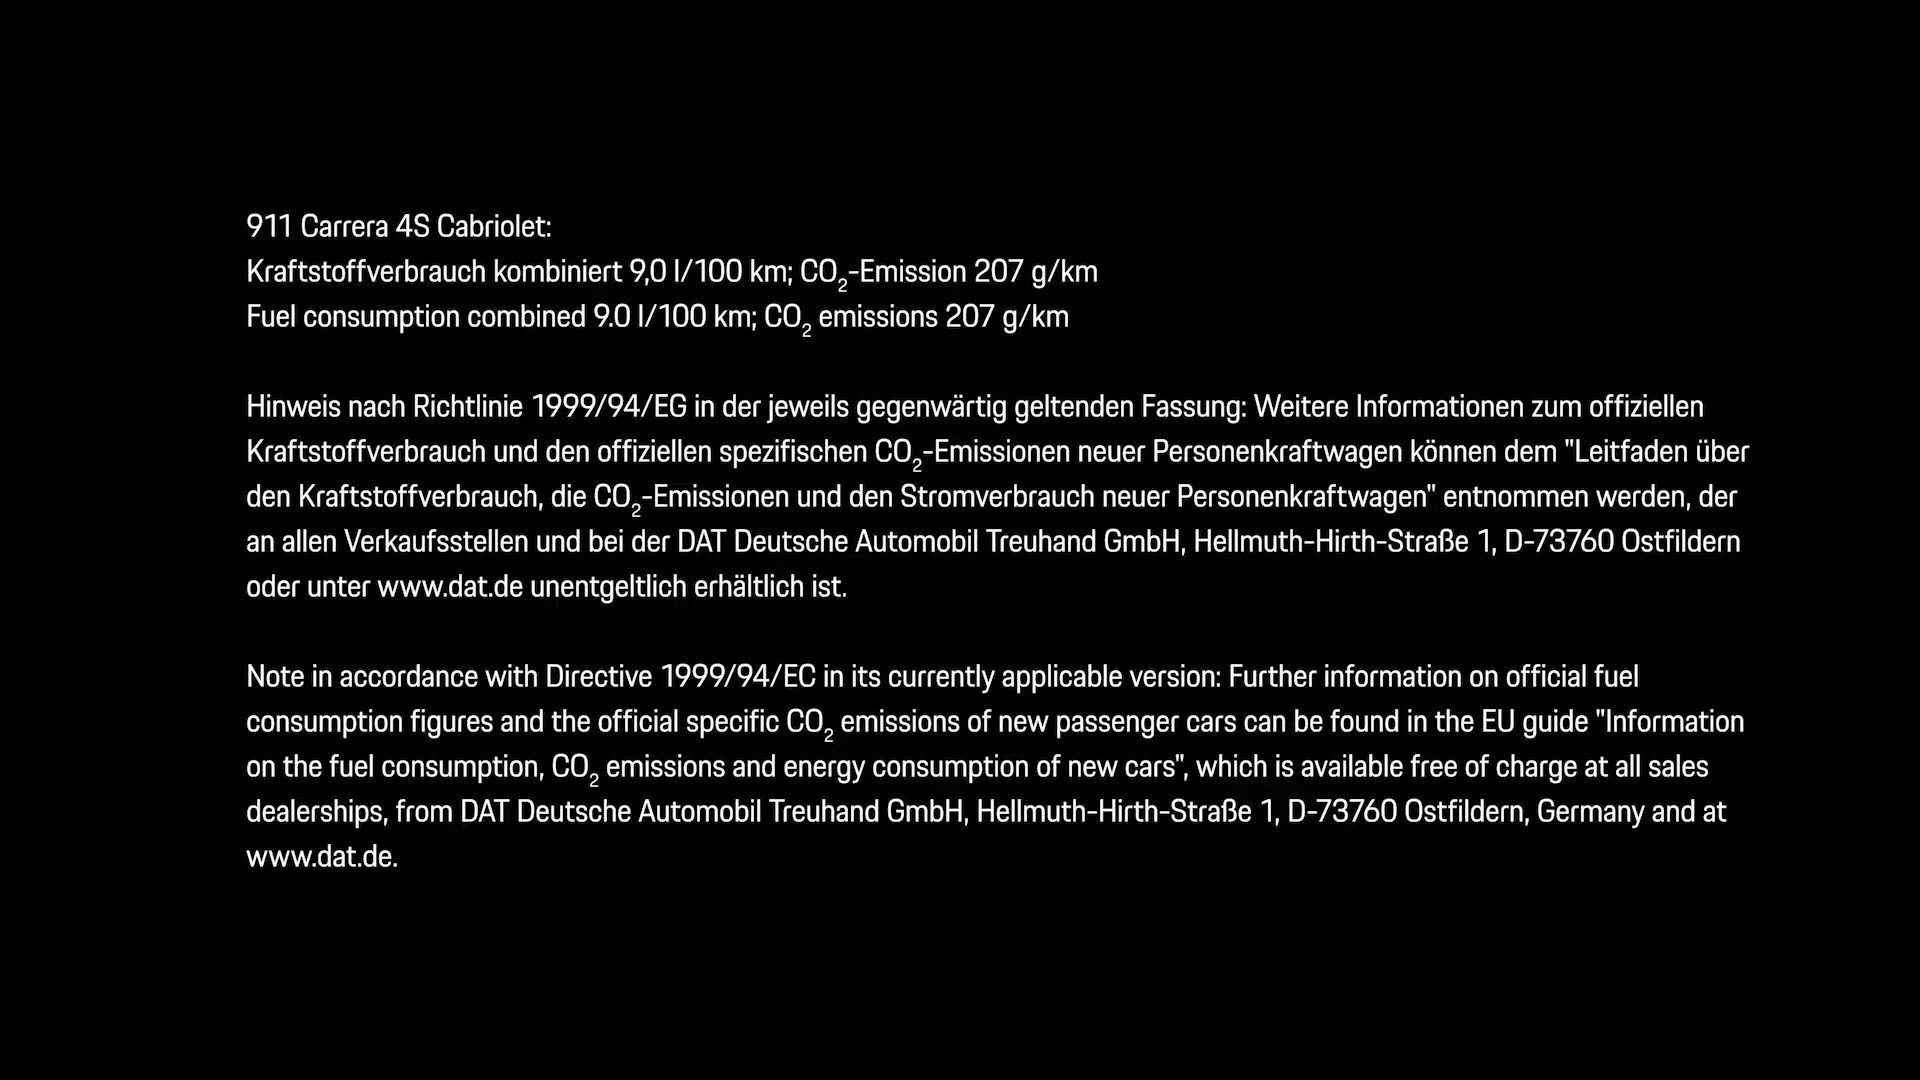 911 Carrera 4S Cabriolet:
Kraftstoffverbrauch kombiniert 9,0 l/100 km; CO₂-Emission 207 g/km
Fuel consumption combined 9.0 l/100 km; CO₂ emissions 207 g/km
Hinweis nach Richtlinie 1999/94/EG in der jeweils gegenwärtig geltenden Fassung: Weitere Informationen zum offiziellen
Kraftstoffverbrauch und den offiziellen spezifischen CO₂-Emissionen neuer Personenkraftwagen können dem "Leitfaden über
den Kraftstoffverbrauch, die CO₂-Emissionen und den Stromverbrauch neuer Personenkraftwagen" entnommen werden, der
an allen Verkaufsstellen und bei der DAT Deutsche Automobil Treuhand GmbH, Hellmuth-Hirth-Straße 1, D-73760 Ostfildern
oder unter www.dat.de unentgeltlich erhältlich ist.
Note in accordance with Directive 1999/94/EC in its currently applicable version: Further information on official fuel
consumption figures and the official specific CO₂ emissions of new passenger cars can be found in the EU guide "Information
on the fuel consumption, CO₂ emissions and energy consumption of new cars", which is available free of charge at all sales
dealerships, from DAT Deutsche Automobil Treuhand GmbH, Hellmuth-Hirth-Straße 1, D-73760 Ostfildern, Germany and at
www.dat.de.